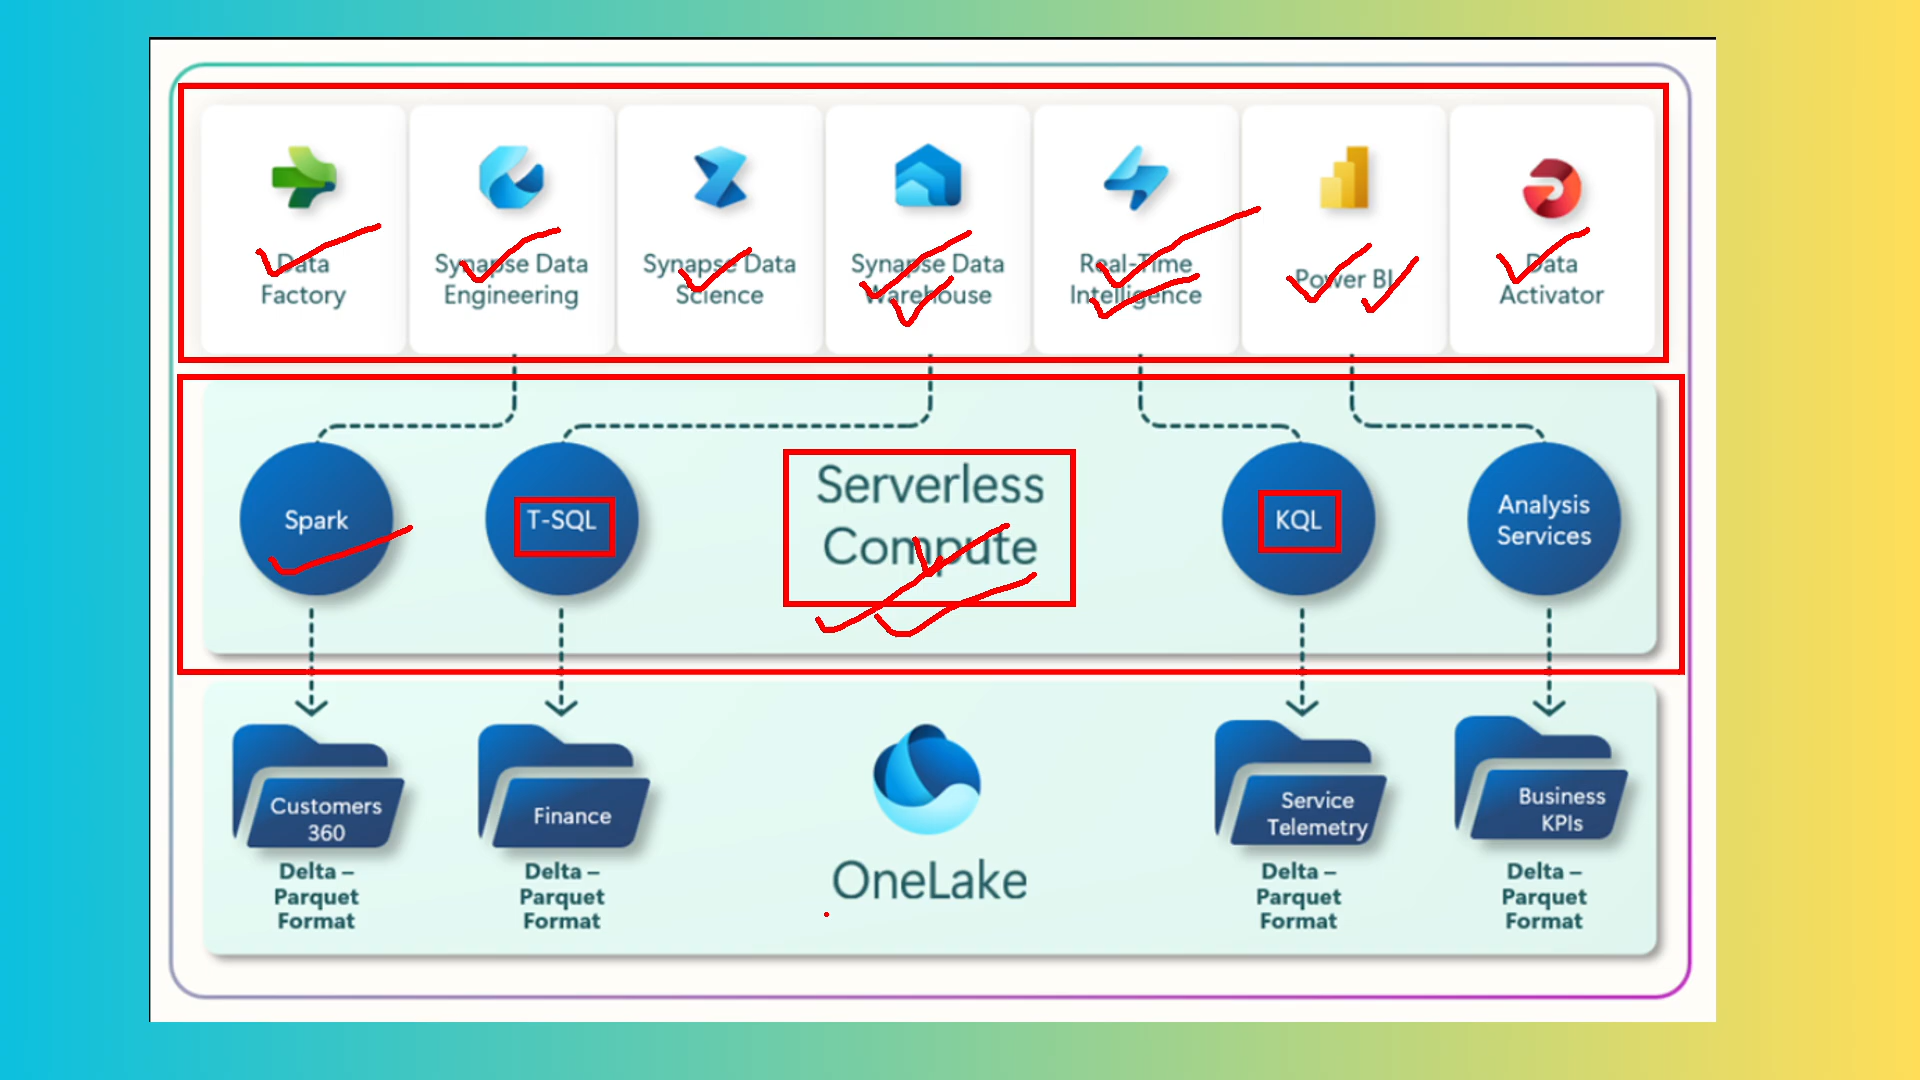 Data
Factory
Synapse Data
Engineering
Synapse Data
Science
Synapse Data
Warehouse
Real-Time
Intelligence
Power BI
Data
Activator
Spark
T-SQL
Serverless
Compute
KQL
Analysis
Services
Customers
360
Delta –
Parquet
Format
Finance
Delta –
Parquet
Format
OneLake
Service
Telemetry
Delta –
Parquet
Format
Business
KPIs
Delta –
Parquet
Format